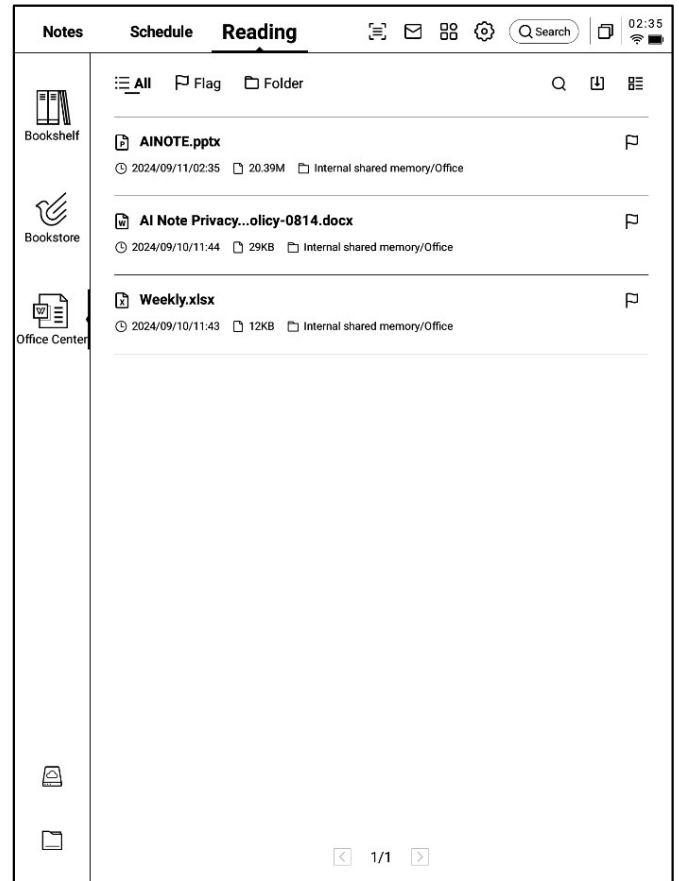 Notes Schedule Reading Search 02:35
Bookshelf
Bookstore
Office Center
All Flag Folder
AINOTE.pptx
2024/09/11/02:35 20.39M Internal shared memory/Office
AI Note Privacy...olicy-0814.docx
2024/09/10/11:44 29KB Internal shared memory/Office
Weekly.xlsx
2024/09/10/11:43 12KB Internal shared memory/Office
1/1